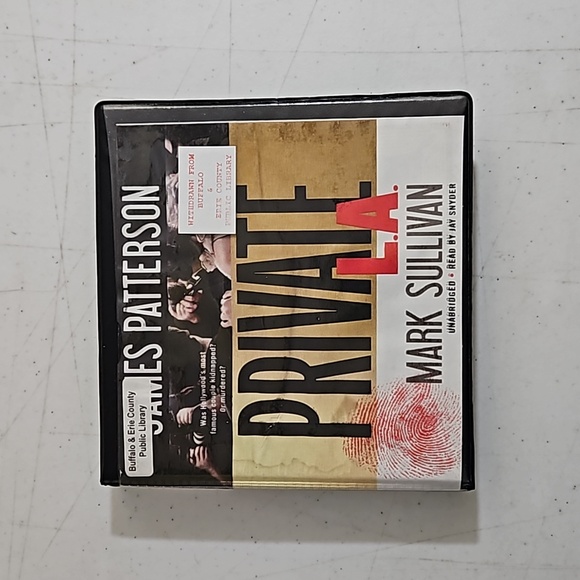 JAMES PATTERSON
WITHDRAWN FROM
BUFFALO
&
ERIE COUNTY
PUBLIC LIBRARY
Was Hollywood's most
famous couple kidnapped?
Or murdered?
PRIVATE
L.A.
MARK SULLIVAN
UNABRIDGED • READ BY JAY SNYDER
Buffalo & Erie County
Public Library